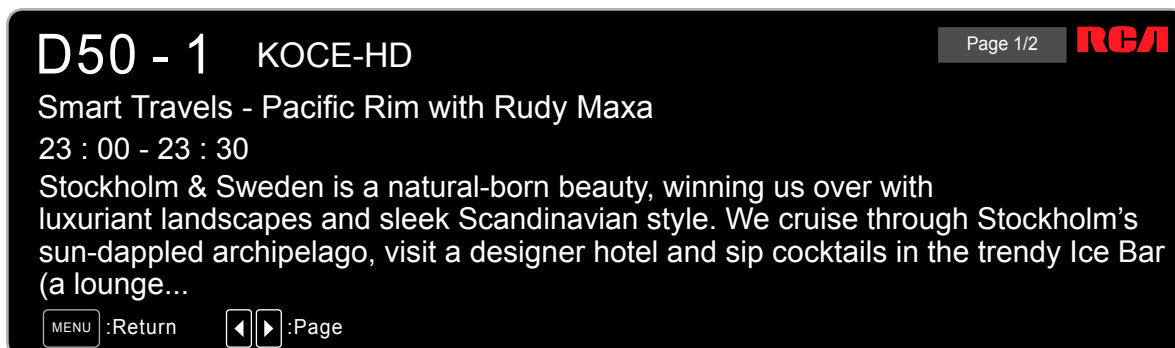 D50 - 1 KOCE-HD Page 1/2 RCA
Smart Travels - Pacific Rim with Rudy Maxa
23 : 00 - 23 : 30
Stockholm & Sweden is a natural-born beauty, winning us over with
luxuriant landscapes and sleek Scandinavian style. We cruise through Stockholm’s
sun-dappled archipelago, visit a designer hotel and sip cocktails in the trendy Ice Bar
(a lounge...
MENU :Return :Page